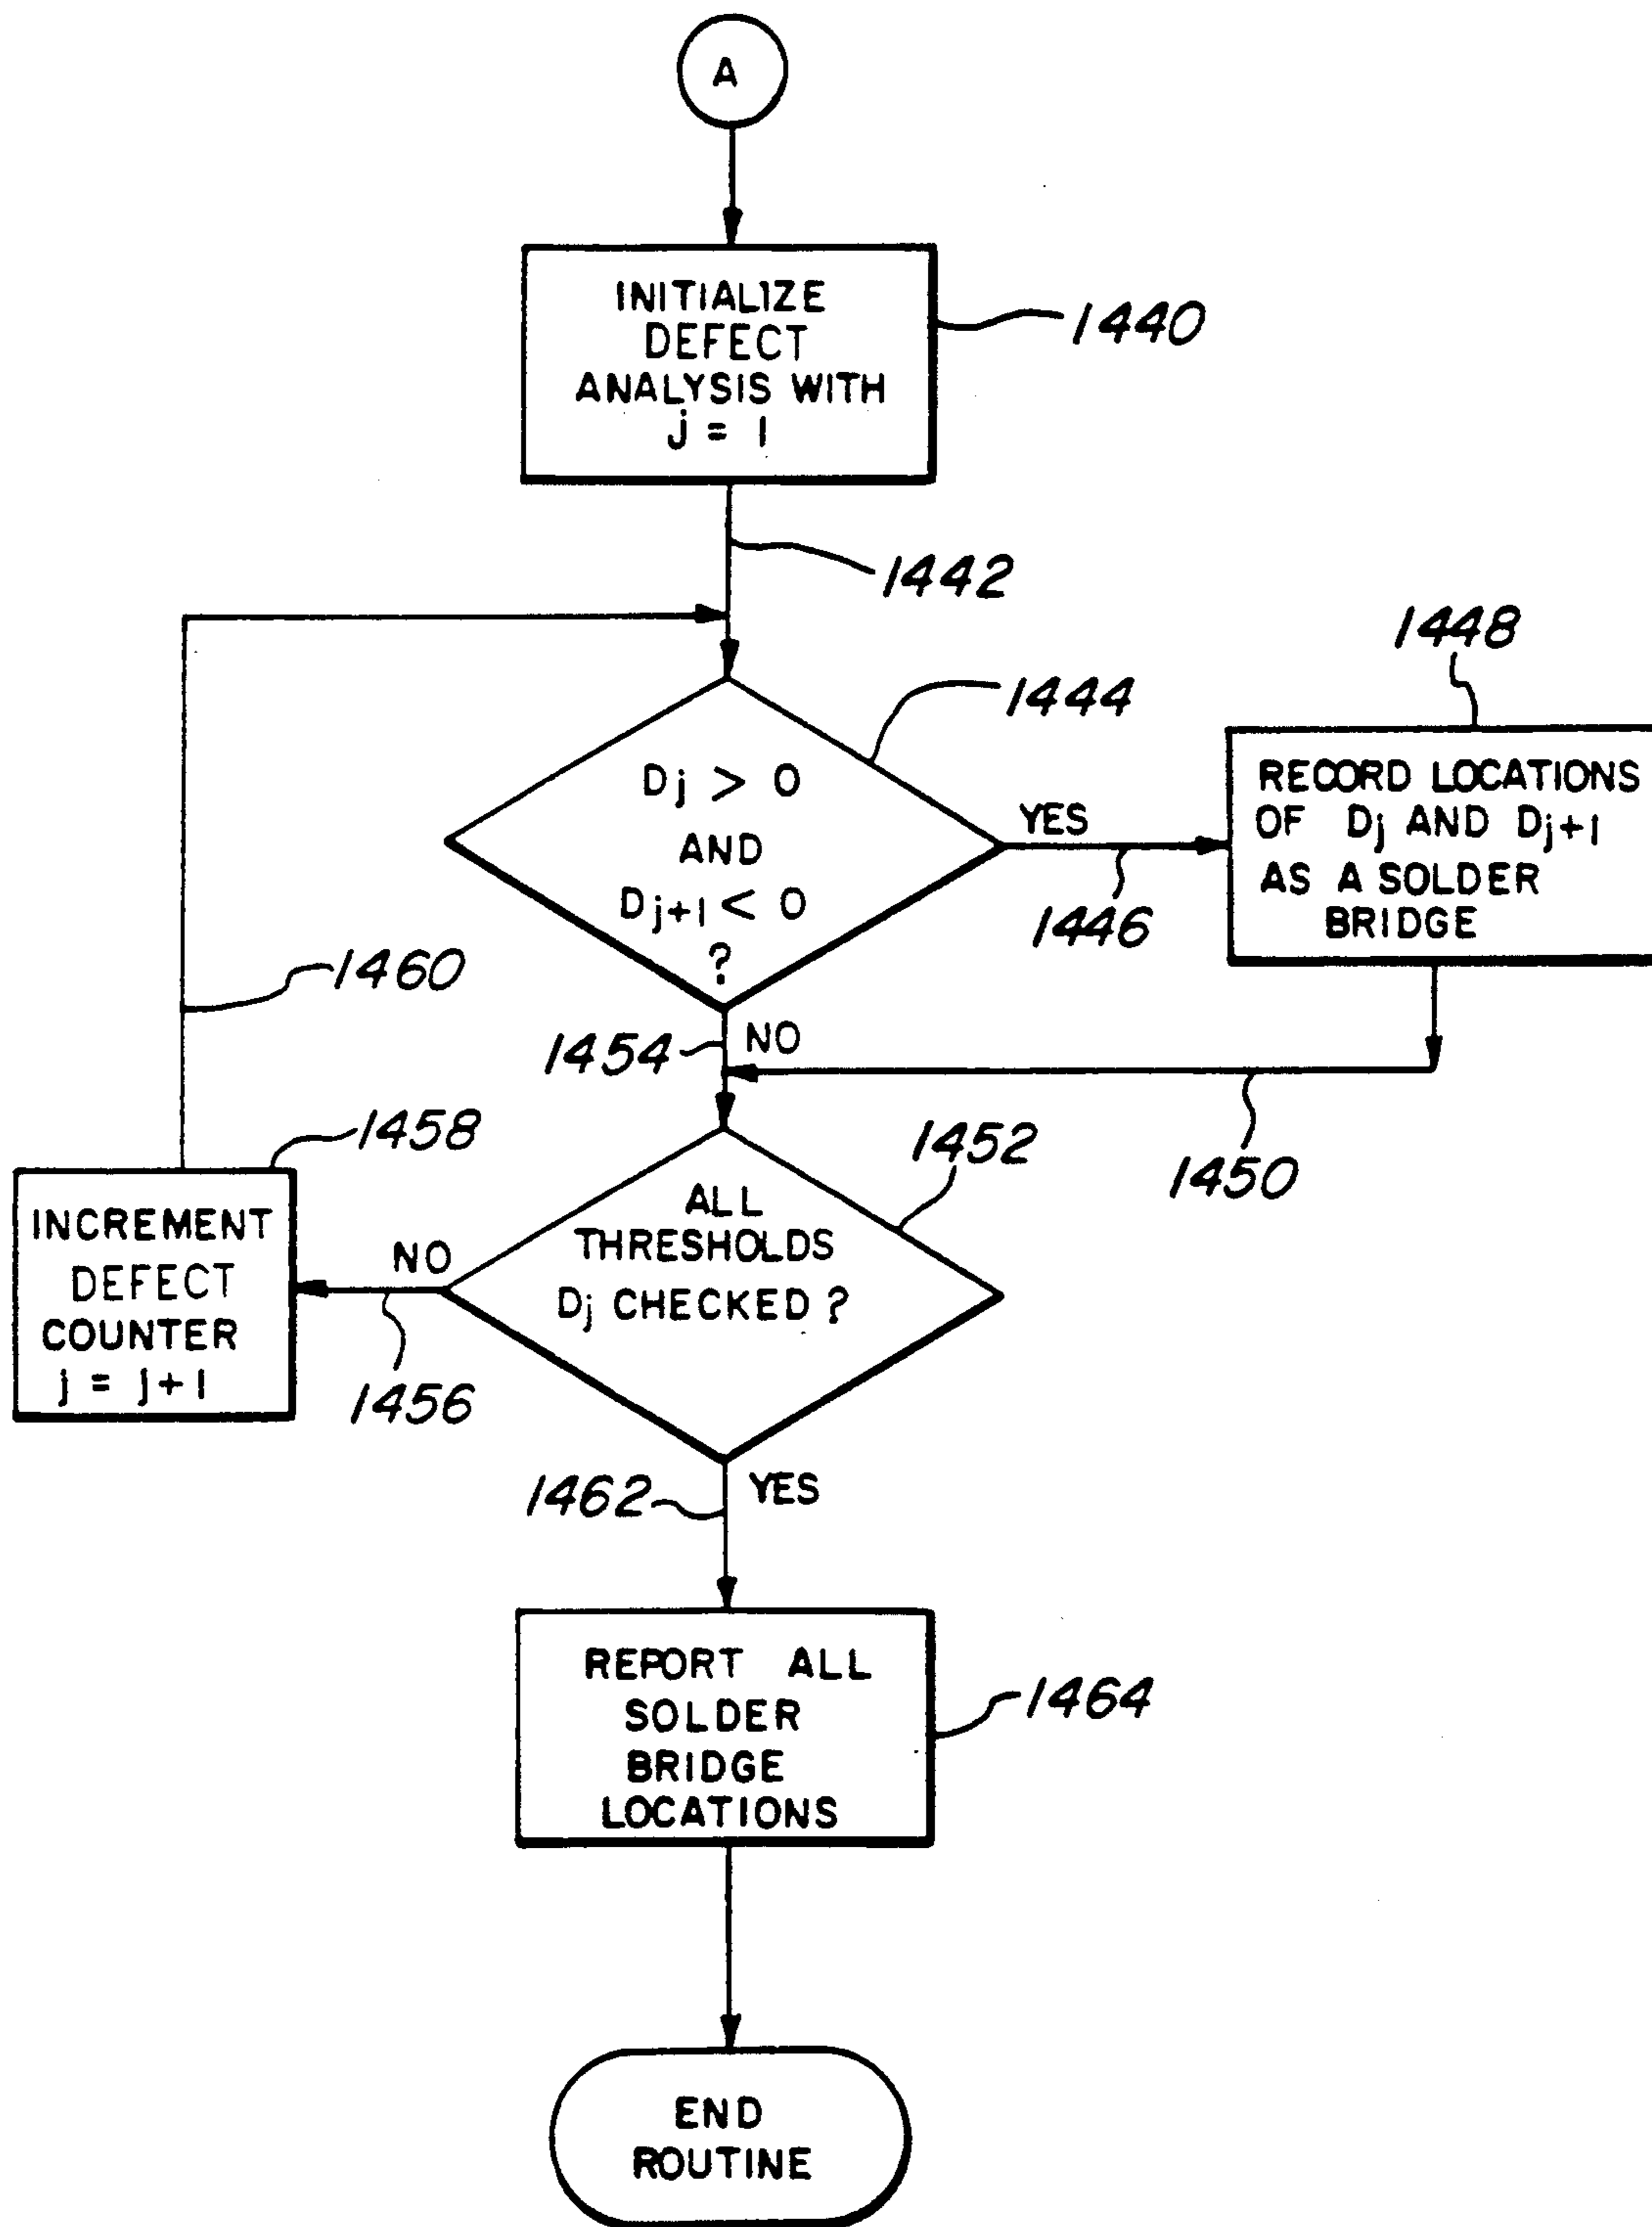 A
INITIALIZE
DEFECT
ANALYSIS WITH
j = 1
1440
1442
1444
1448
Dj > 0
AND
Dj+1 < 0
?
YES
1446
RECORD LOCATIONS
OF Dj AND Dj+1
AS A SOLDER
BRIDGE
1460
1454
NO
1450
1458
1452
INCREMENT
DEFECT
COUNTER
j = j+1
NO
1456
ALL
THRESHOLDS
Dj CHECKED ?
1462
YES
REPORT ALL
SOLDER
BRIDGE
LOCATIONS
1464
END
ROUTINE